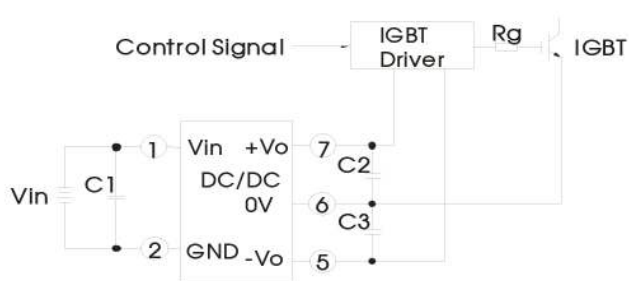 Control Signal
IGBT
Driver
Rg
IGBT
Vin
C1
1
2
Vin +Vo
DC/DC
0V
GND -Vo
7
6
5
C2
C3